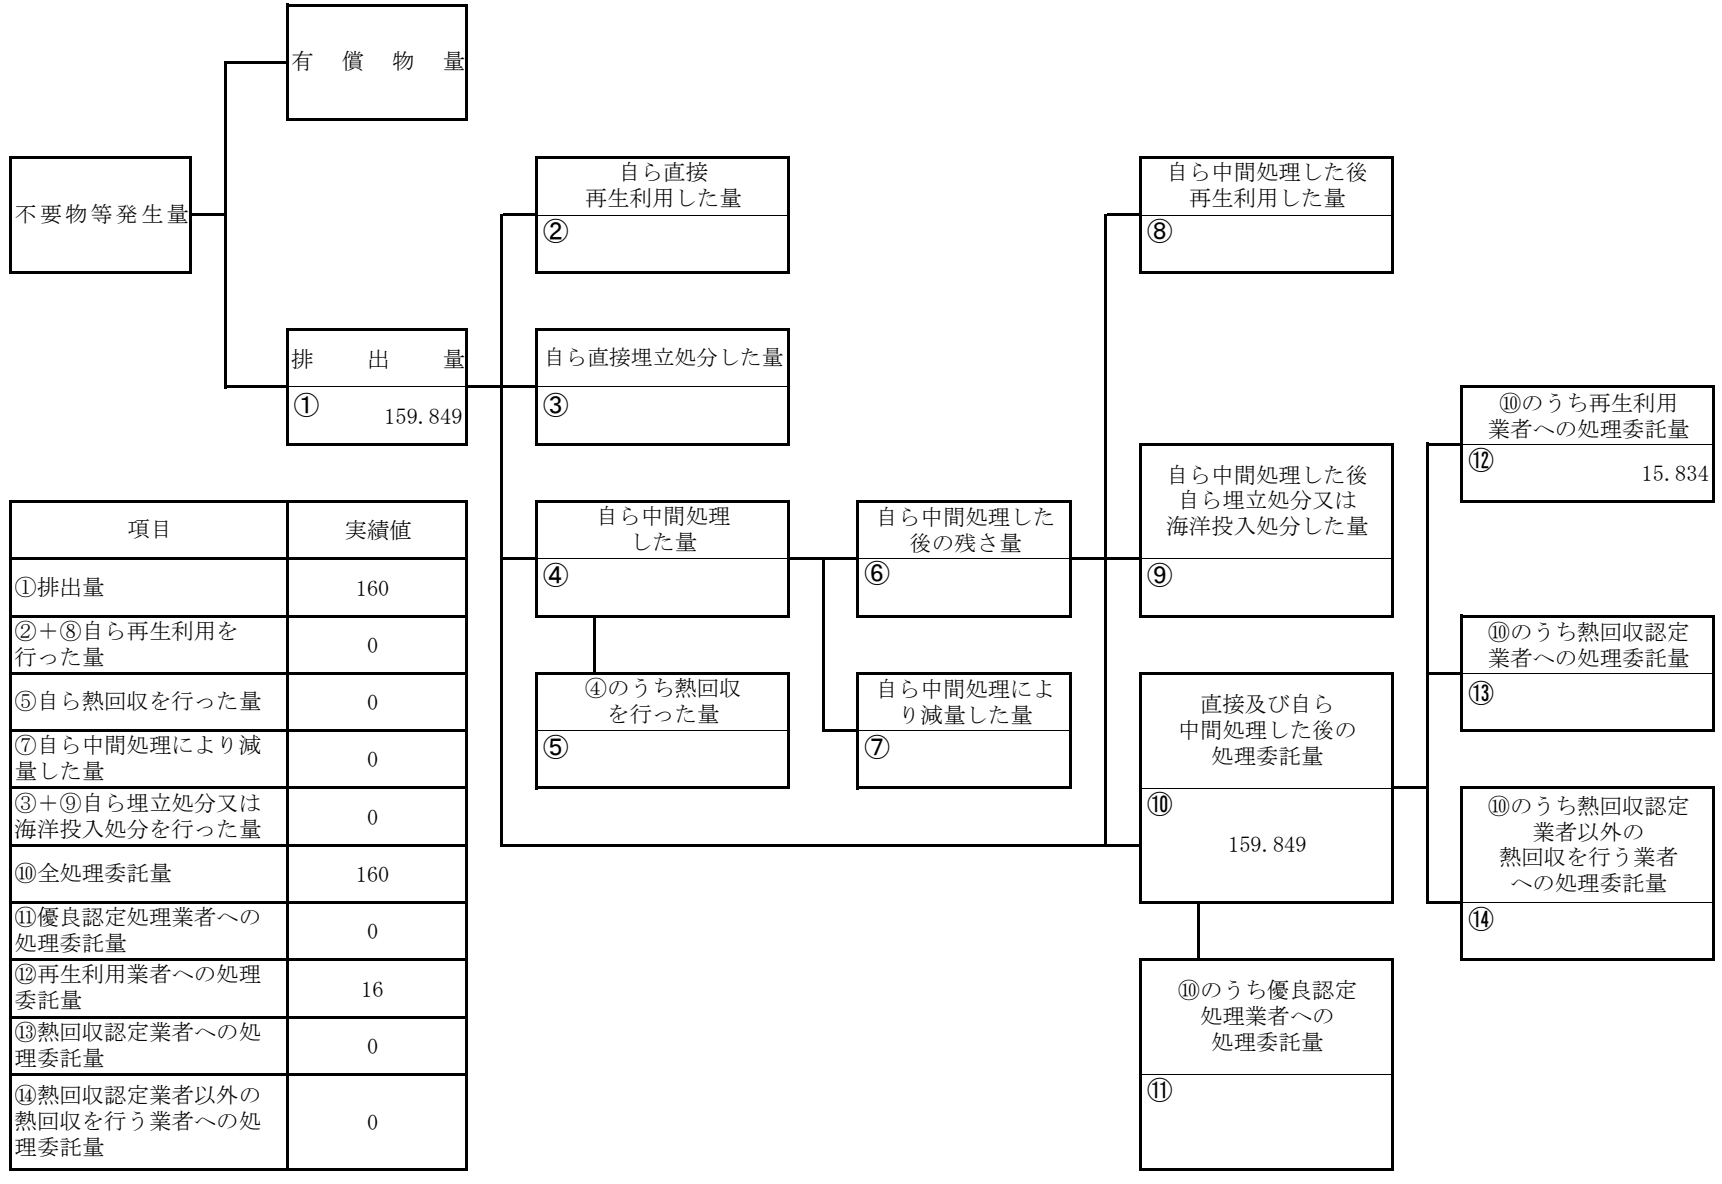 有償物量
不要物等発生量
自ら直接
再生利用した量
②
自ら中間処理した後
再生利用した量
⑧
排出量
①
159.849
自ら直接埋立処分した量
③
⑩のうち再生利用
業者への処理委託量
⑫
15.834
自ら中間処理
した量
④
自ら中間処理した
後の残さ量
⑥
自ら中間処理した後
自ら埋立処分又は
海洋投入処分した量
⑨
⑩のうち熱回収認定
業者への処理委託量
⑬
④のうち熱回収
を行った量
⑤
自ら中間処理によ
り減量した量
⑦
直接及び自ら
中間処理した後の
処理委託量
⑩
159.849
⑩のうち熱回収認定
業者以外の
熱回収を行う業者
への処理委託量
⑭
⑩のうち優良認定
処理業者への
処理委託量
⑪
項目 実績値
①排出量 160
②＋⑧自ら再生利用を
行った量 0
⑤自ら熱回収を行った量 0
⑦自ら中間処理により減
量した量 0
③＋⑨自ら埋立処分又は
海洋投入処分を行った量 0
⑩全処理委託量 160
⑪優良認定処理業者への
処理委託量 0
⑫再生利用業者への処理
委託量 16
⑬熱回収認定業者への処
理委託量 0
⑭熱回収認定業者以外の
熱回収を行う業者への処
理委託量 0